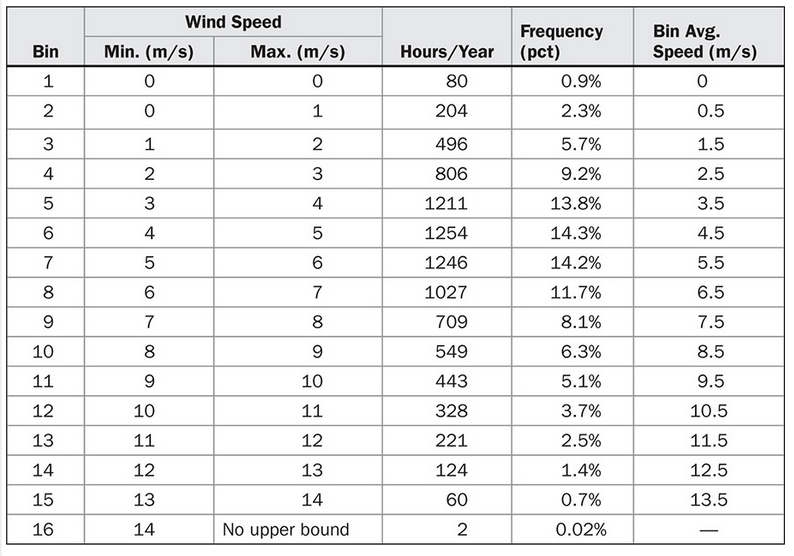 Wind Speed
Bin Min. (m/s) Max. (m/s) Hours/Year Frequency (pct) Bin Avg. Speed (m/s)
1 0 0 80 0.9% 0
2 0 1 204 2.3% 0.5
3 1 2 496 5.7% 1.5
4 2 3 806 9.2% 2.5
5 3 4 1211 13.8% 3.5
6 4 5 1254 14.3% 4.5
7 5 6 1246 14.2% 5.5
8 6 7 1027 11.7% 6.5
9 7 8 709 8.1% 7.5
10 8 9 549 6.3% 8.5
11 9 10 443 5.1% 9.5
12 10 11 328 3.7% 10.5
13 11 12 221 2.5% 11.5
14 12 13 124 1.4% 12.5
15 13 14 60 0.7% 13.5
16 14 No upper bound 2 0.02% —